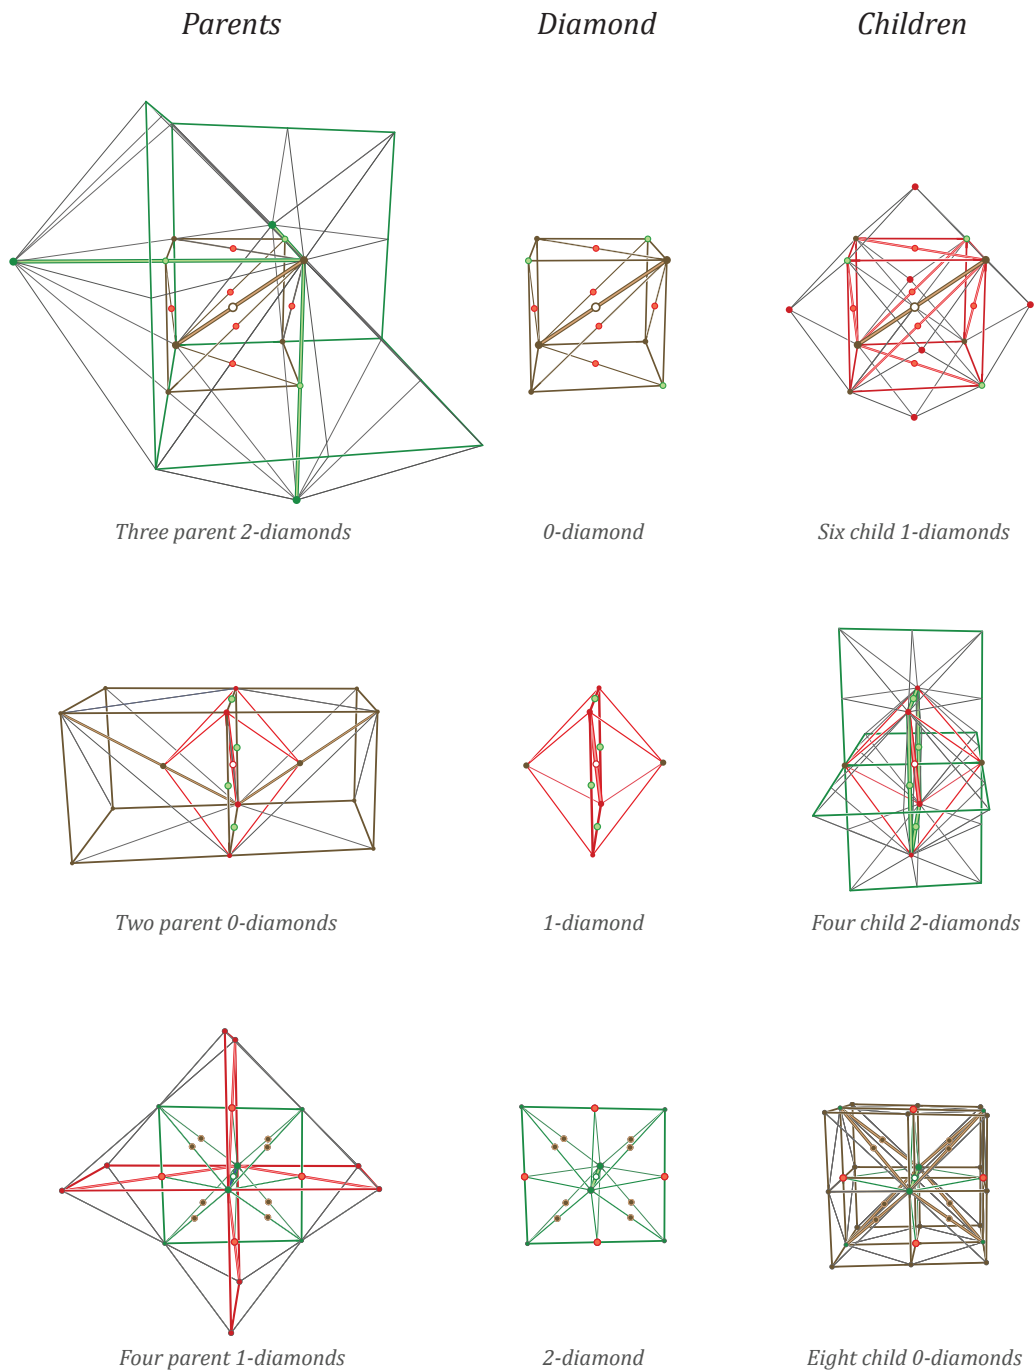 Parents
Diamond
Children
Three parent 2-diamonds
0-diamond
Six child 1-diamonds
Two parent 0-diamonds
1-diamond
Four child 2-diamonds
Four parent 1-diamonds
2-diamond
Eight child 0-diamonds